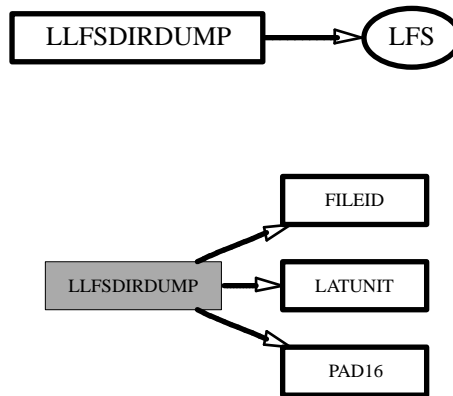 LLFSDIRDUMP
LFS
FILEID
LLFSDIRDUMP
LATUNIT
PAD16